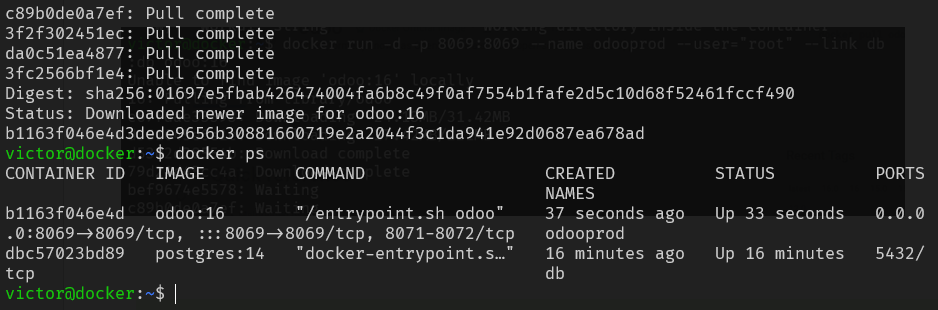 c89b0de0a7ef: Pull complete
3f2f302451ec: Pull complete
da0c51ea4877: Pull complete
3fc2566bf1e4: Pull complete
Digest: sha256:01697e5fbab426474004fa6b8c49f0af7554b1fafe2d5c10d68f52461fccf490
Status: Downloaded newer image for odoo:16
b1163f046e4d3dede9656b30881660719e2a2044f3c1da941e92d0687ea678ad
victor@docker:~$ docker ps
CONTAINER ID   IMAGE         COMMAND                  CREATED          STATUS          PORTS
NAMES
b1163f046e4d   odoo:16       "/entrypoint.sh odoo"    37 seconds ago   Up 33 seconds   0.0.0
.0:8069->8069/tcp, :::8069->8069/tcp, 8071-8072/tcp   odooprod
dbc57023bd89   postgres:14   "docker-entrypoint.s…"   16 minutes ago   Up 16 minutes   5432/
tcp                                                   db
victor@docker:~$